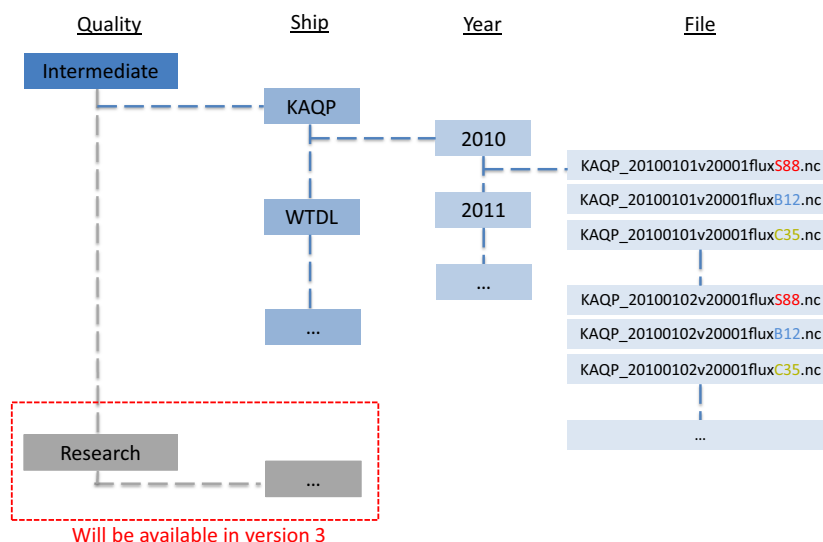 Quality
Ship
Year
File
Intermediate
KAQP
2010
KAQP_20100101v20001fluxS88.nc
KAQP_20100101v20001fluxB12.nc
WTDL
2011
KAQP_20100101v20001fluxC35.nc
...
KAQP_20100102v20001fluxS88.nc
...
KAQP_20100102v20001fluxB12.nc
KAQP_20100102v20001fluxC35.nc
...
Research
...
Will be available in version 3